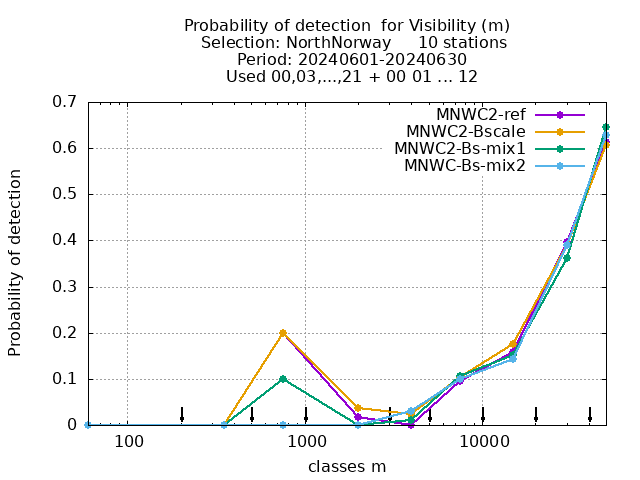 Probability of detection  for Visibility (m)
Selection: NorthNorway     10 stations
Period: 20240601-20240630
Used 00,03,...,21 + 00 01 ... 12
MNWC2-ref
MNWC2-Bscale
MNWC2-Bs-mix1
MNWC-Bs-mix2
Probability of detection
0.7
0.6
0.5
0.4
0.3
0.2
0.1
0
100
1000
10000
classes m